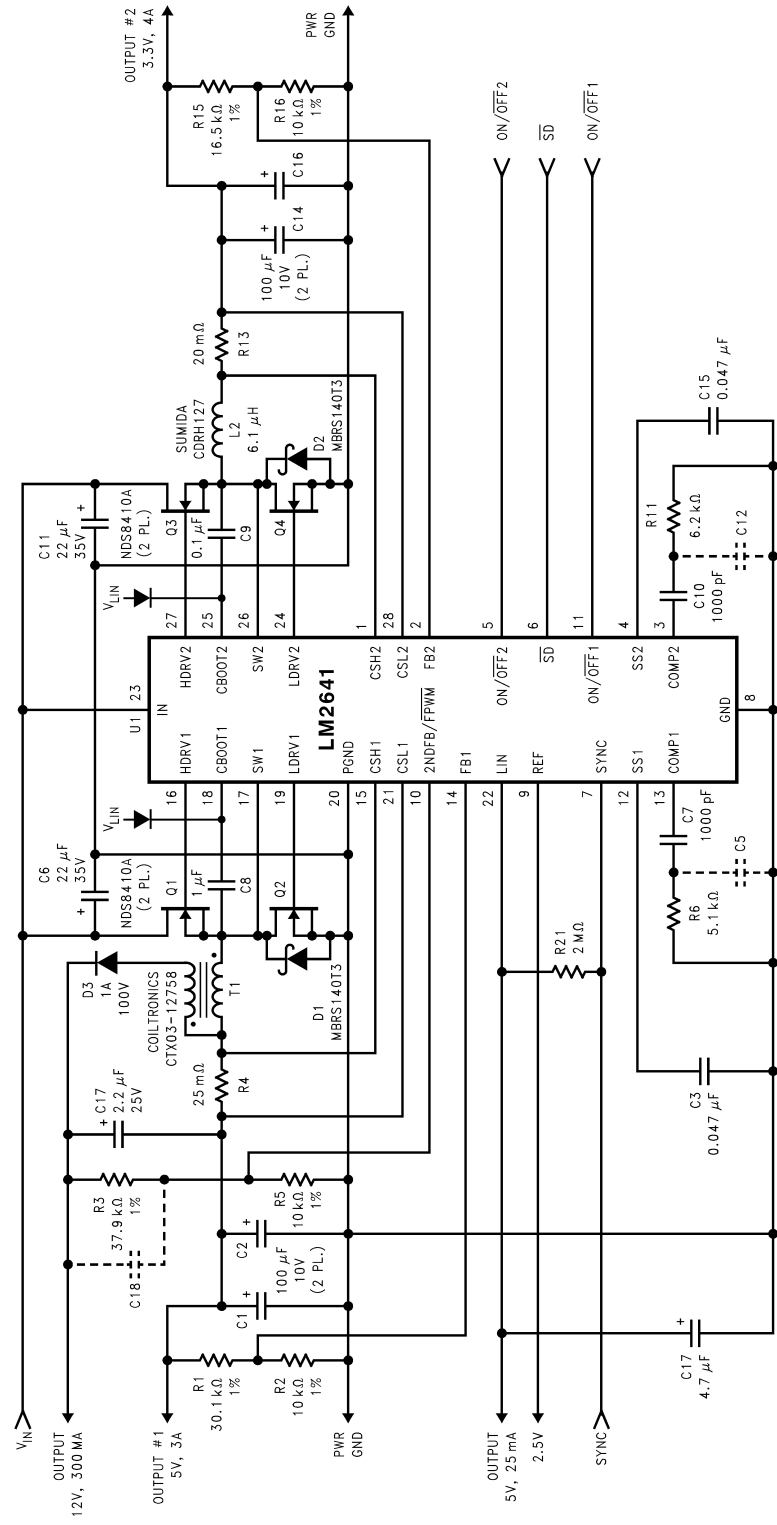 VIN
OUTPUT
12V, 300 MA
OUTPUT #1
5V, 3A
PWR
GND
OUTPUT
5V, 25 mA
2.5V
SYNC
R1
30.1 kΩ
1%
R2
10 kΩ
1%
C18
C1
C2
100 μF
10V
(2 PL.)
R3
37.9 kΩ
1%
R5
10 kΩ
1%
+ C17
2.2 μF
25V
25 mΩ
R4
D3
1A
100V
COILTRONICS
CTX03-12758
T1
D1
MBRS140T3
C6
22 μF
35V
+
NDS8410A
(2 PL.)
Q1
1 μF
C8
Q2
VLIN
C17
4.7 μF
+
C3
0.047 μF
R21
2 MΩ
R6
5.1 kΩ
C5
C7
1000 pF
U1
LM2641
23
IN
16
HDRV1
18
CBOOT1
17
SW1
19
LDRV1
20
PGND
15
CSH1
21
CSL1
10
2NDFB/F̅P̅W̅M̅
14
FB1
22
LIN
9
REF
7
SYNC
12
SS1
13
COMP1
GND
8
HDRV2
27
CBOOT2
25
SW2
26
LDRV2
24
CSH2
1
CSL2
28
FB2
2
ON/O̅F̅F̅2
5
S̅D̅
6
ON/O̅F̅F̅1
11
SS2
4
COMP2
3
VLIN
C11
22 μF
35V
+
NDS8410A
(2 PL.)
Q3
0.1 μF
C9
Q4
SUMIDA
CDRH127
L2
6.1 μH
D2
MBRS140T3
20 mΩ
R13
100 μF
10V
(2 PL.)
+
C14
+
C16
R15
16.5 kΩ
1%
R16
10 kΩ
1%
OUTPUT #2
3.3V, 4A
PWR
GND
ON/O̅F̅F̅2
S̅D̅
ON/O̅F̅F̅1
C10
1000 pF
R11
6.2 kΩ
C12
C15
0.047 μF